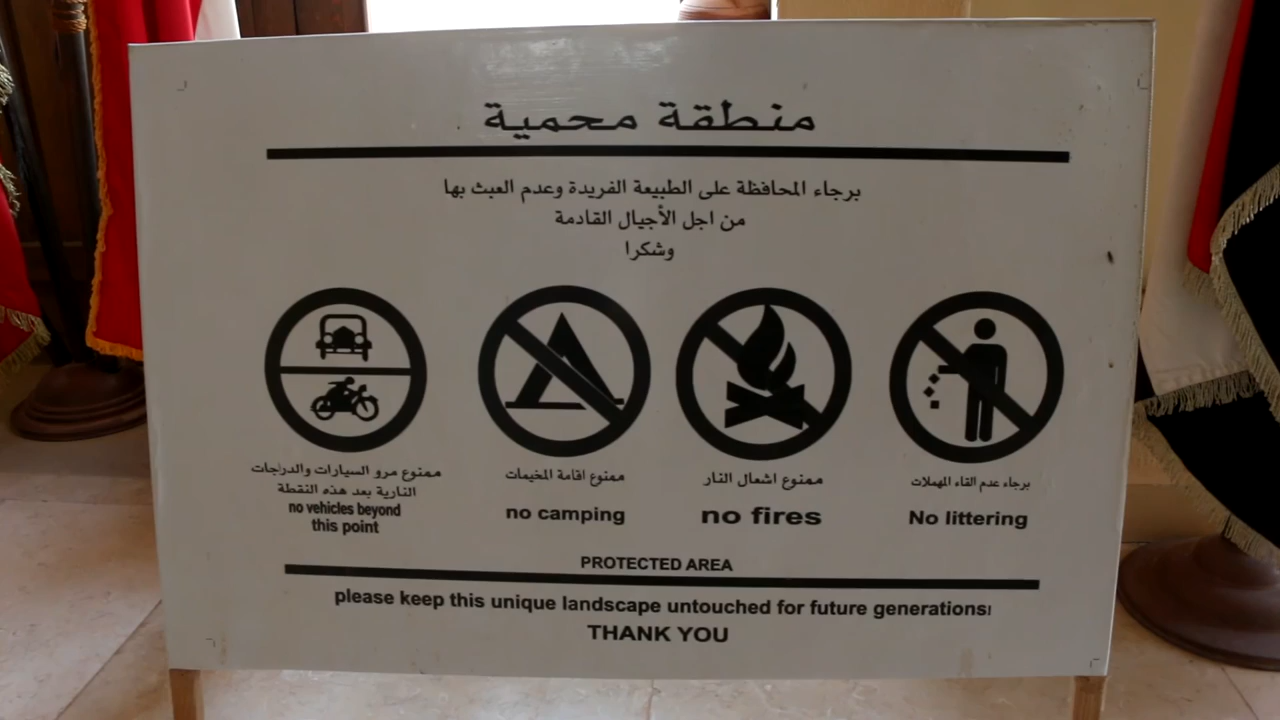 منطقة محمية
برجاء المحافظة على الطبيعة الفريدة وعدم العبث بها
من اجل الأجيال القادمة
وشكرا
ممنوع مرو السيارات والدراجات
النارية بعد هذه النقطة
no vehicles beyond
this point
ممنوع اقامة المخيمات
no camping
ممنوع اشعال النار
no fires
برجاء عدم القاء المهملات
No littering
PROTECTED AREA
please keep this unique landscape untouched for future generations
THANK YOU